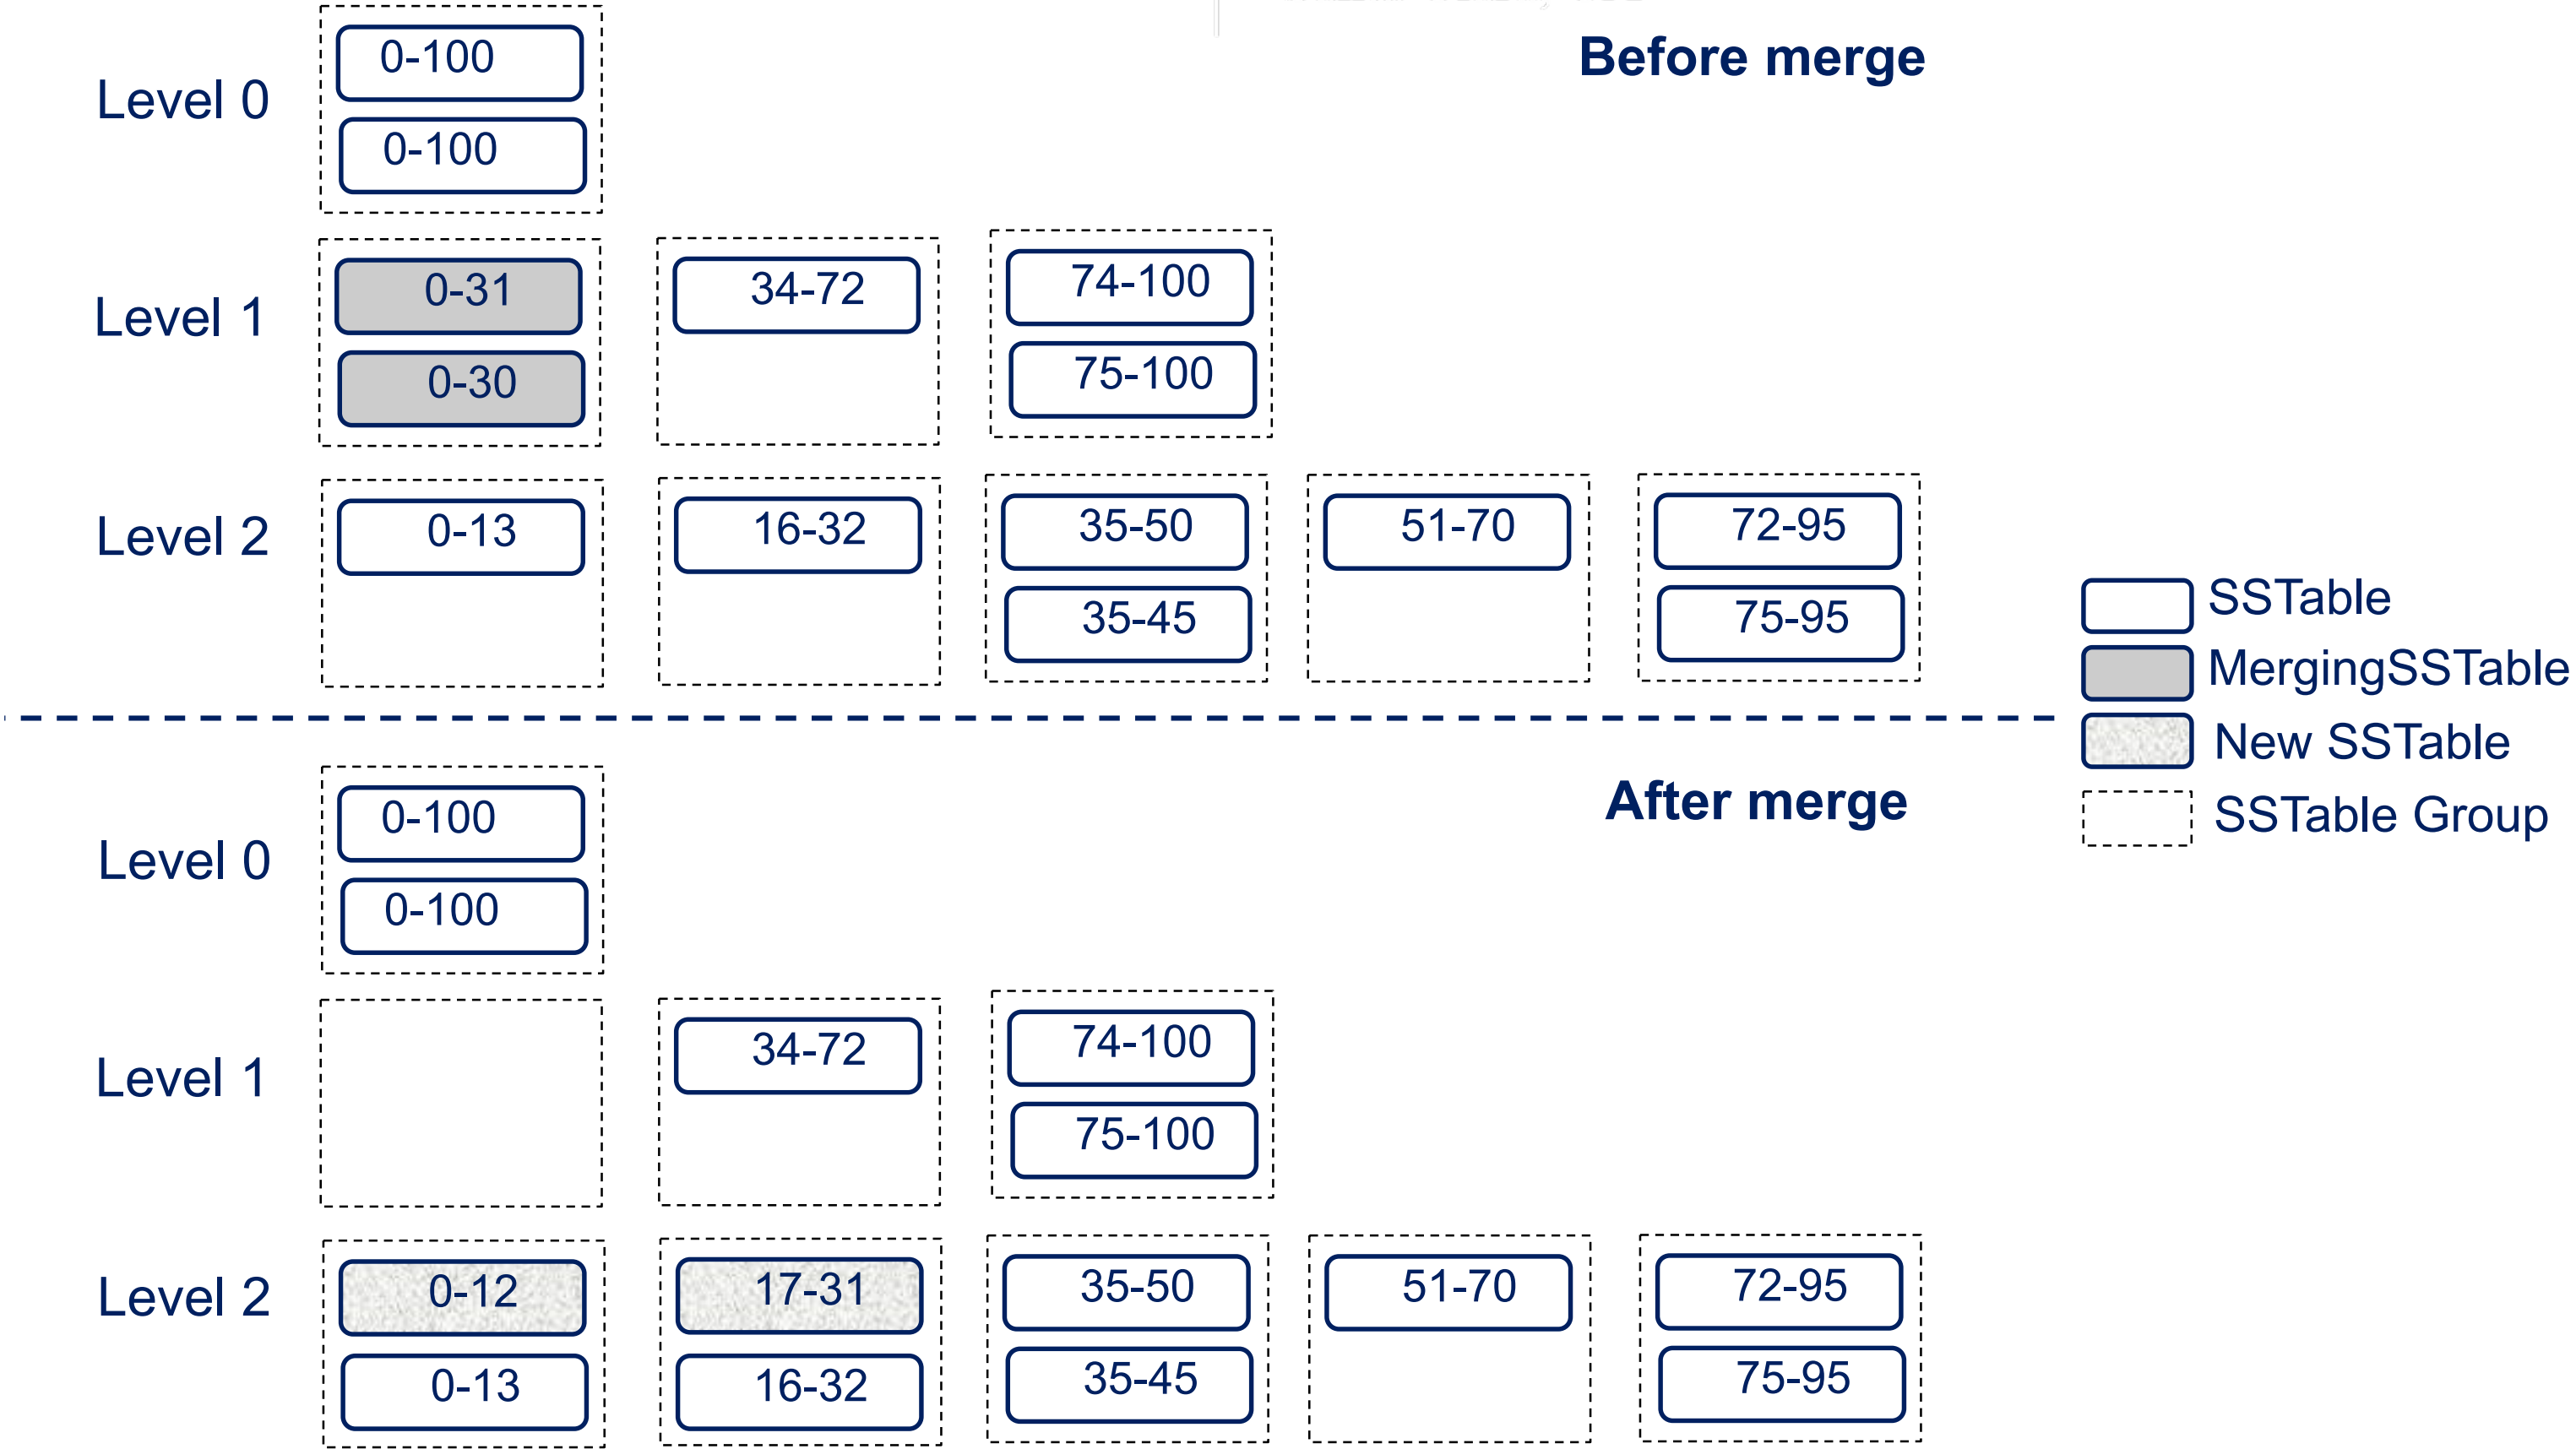 Before merge
Level 0
0-100
0-100
Level 1
0-31
34-72
74-100
0-30
75-100
Level 2
0-13
16-32
35-50
51-70
72-95
35-45
75-95
SSTable
MergingSSTable
New SSTable
SSTable Group
After merge
Level 0
0-100
0-100
Level 1
34-72
74-100
75-100
Level 2
0-12
17-31
35-50
51-70
72-95
0-13
16-32
35-45
75-95